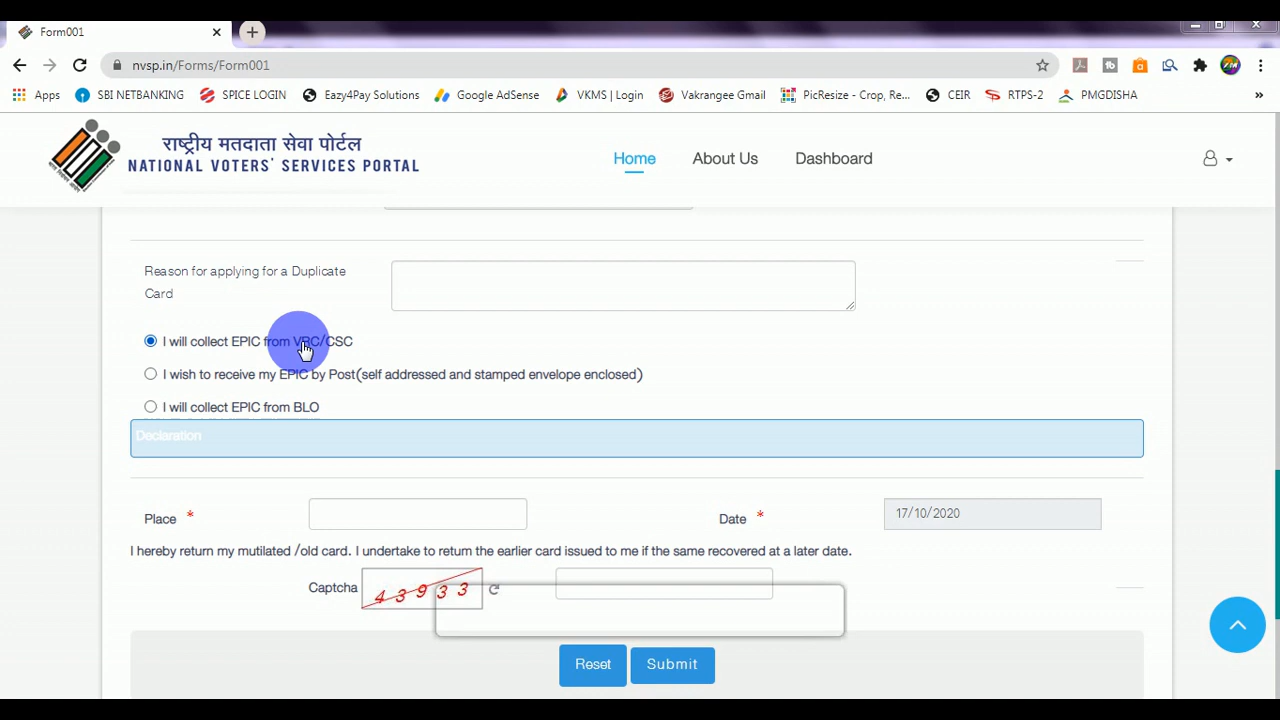 Form001
nvsp.in/Forms/Form001
Apps SBI NETBANKING SPICE LOGIN Eazy4Pay Solutions Google AdSense VKMS | Login Vakrangee Gmail PicResize - Crop, Re... CEIR RTPS-2 PMGDISHA »
राष्ट्रीय मतदाता सेवा पोर्टल
NATIONAL VOTERS' SERVICES PORTAL
Home About Us Dashboard
Reason for applying for a Duplicate
Card
I will collect EPIC from VRC/CSC
I wish to receive my EPIC by Post(self addressed and stamped envelope enclosed)
I will collect EPIC from BLO
Declaration
Place * Date * 17/10/2020
I hereby return my mutilated /old card. I undertake to return the earlier card issued to me if the same recovered at a later date.
Captcha 43933
Reset Submit